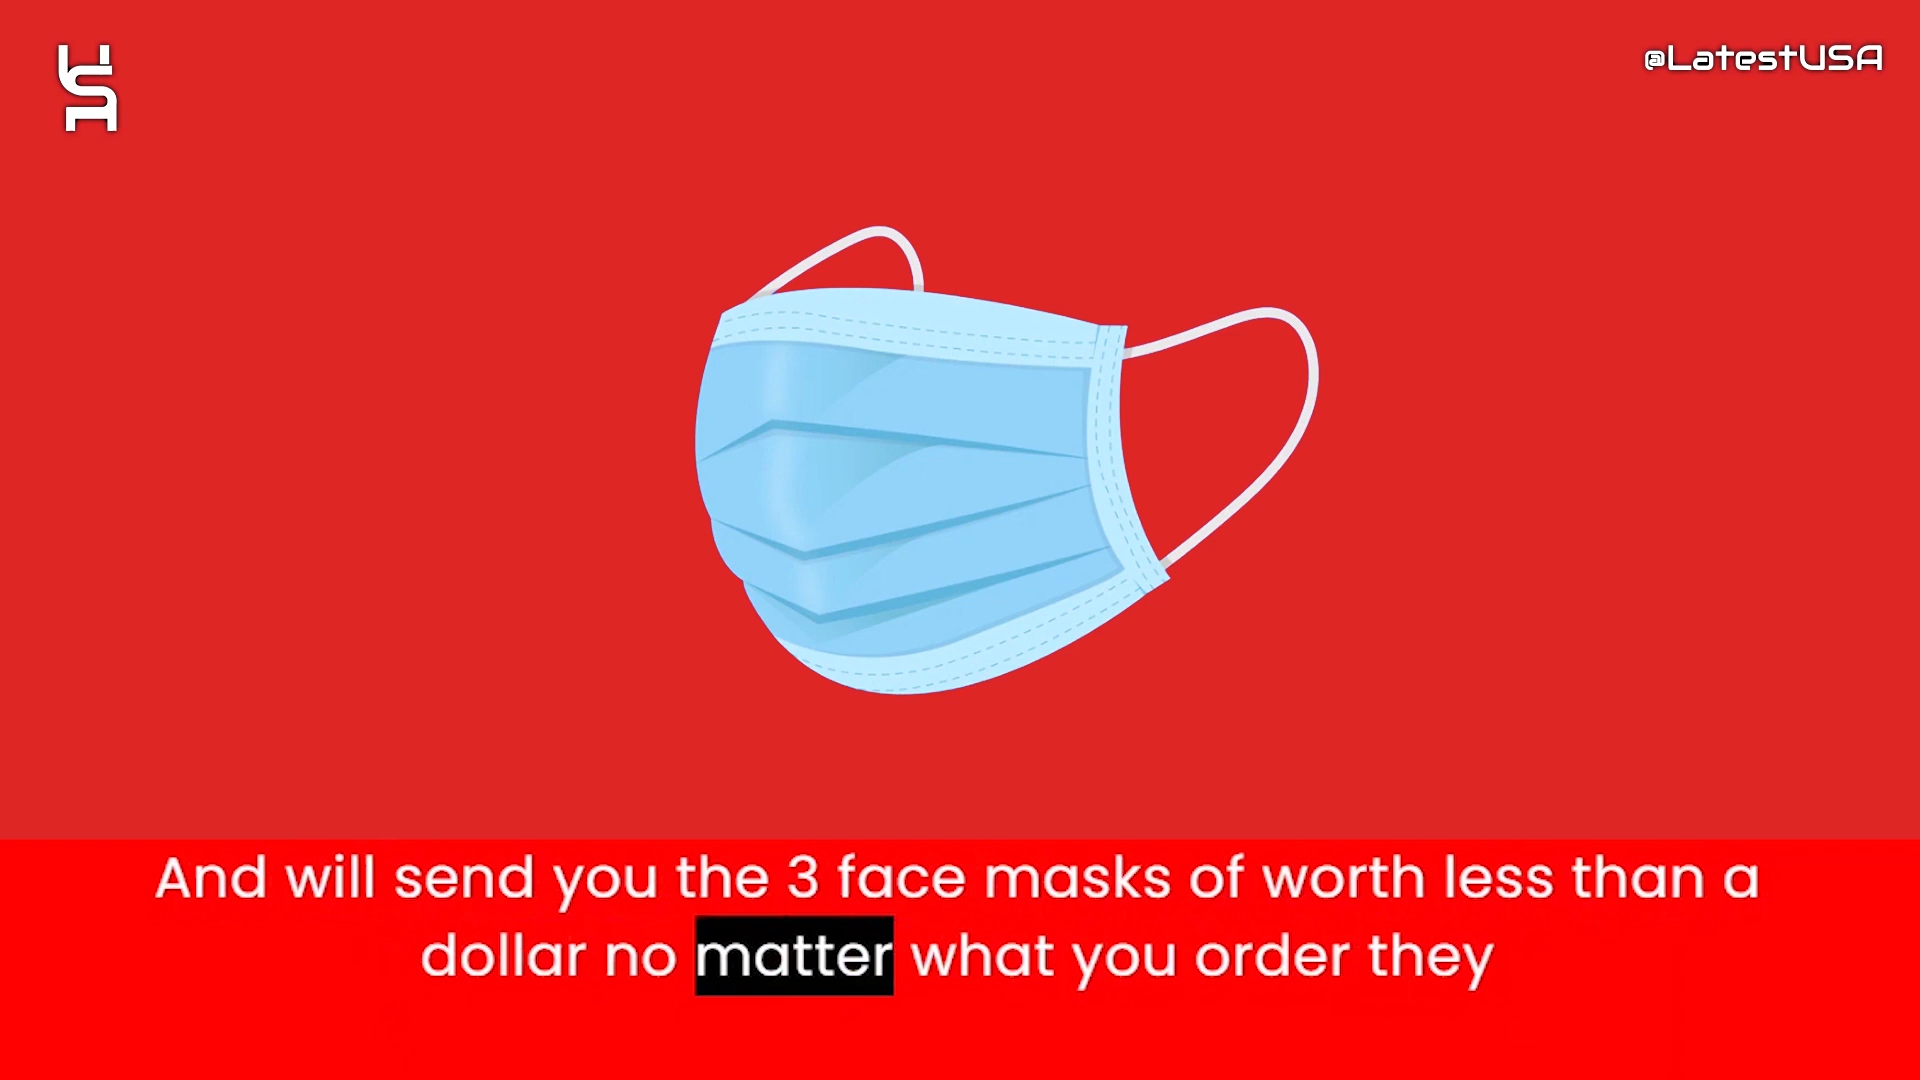 USA
@LatestUSA
And will send you the 3 face masks of worth less than a
dollar no matter what you order they